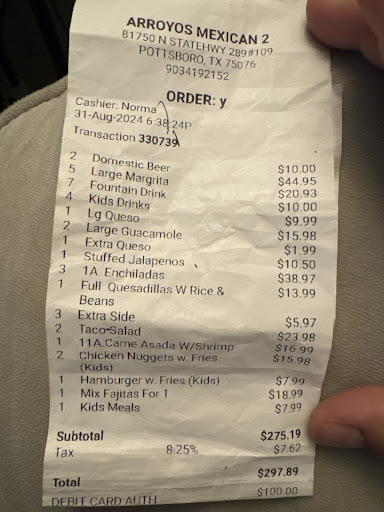 ARROYOS MEXICAN 2
81750 N STATEHWY 289#109
POTTSBORO, TX 75076
9034192152
ORDER: y
Cashier: Norma
31-Aug-2024 6:38:24P
Transaction 330739
2 Domestic Beer $10.00
5 Large Margrita $44.95
7 Fountain Drink $20.93
4 Kids Drinks $10.00
1 Lg Queso $9.99
2 Large Guacamole $15.98
1 Extra Queso $1.99
1 Stuffed Jalapenos $10.50
3 1A. Enchiladas $38.97
1 Full Quesadillas W Rice & $13.99
Beans
3 Extra Side $5.97
2 Taco-Salad $23.98
1 11A.Carne Asada W/Shrimp $16.99
2 Chicken Nuggets w. Fries $15.98
(Kids)
1 Hamburger w. Fries (Kids) $7.99
1 Mix Fajitas For 1 $18.99
1 Kids Meals $7.99
Subtotal $275.19
Tax 8.25% $7.62
Total $297.89
DEBIT CARD AUTH $100.00